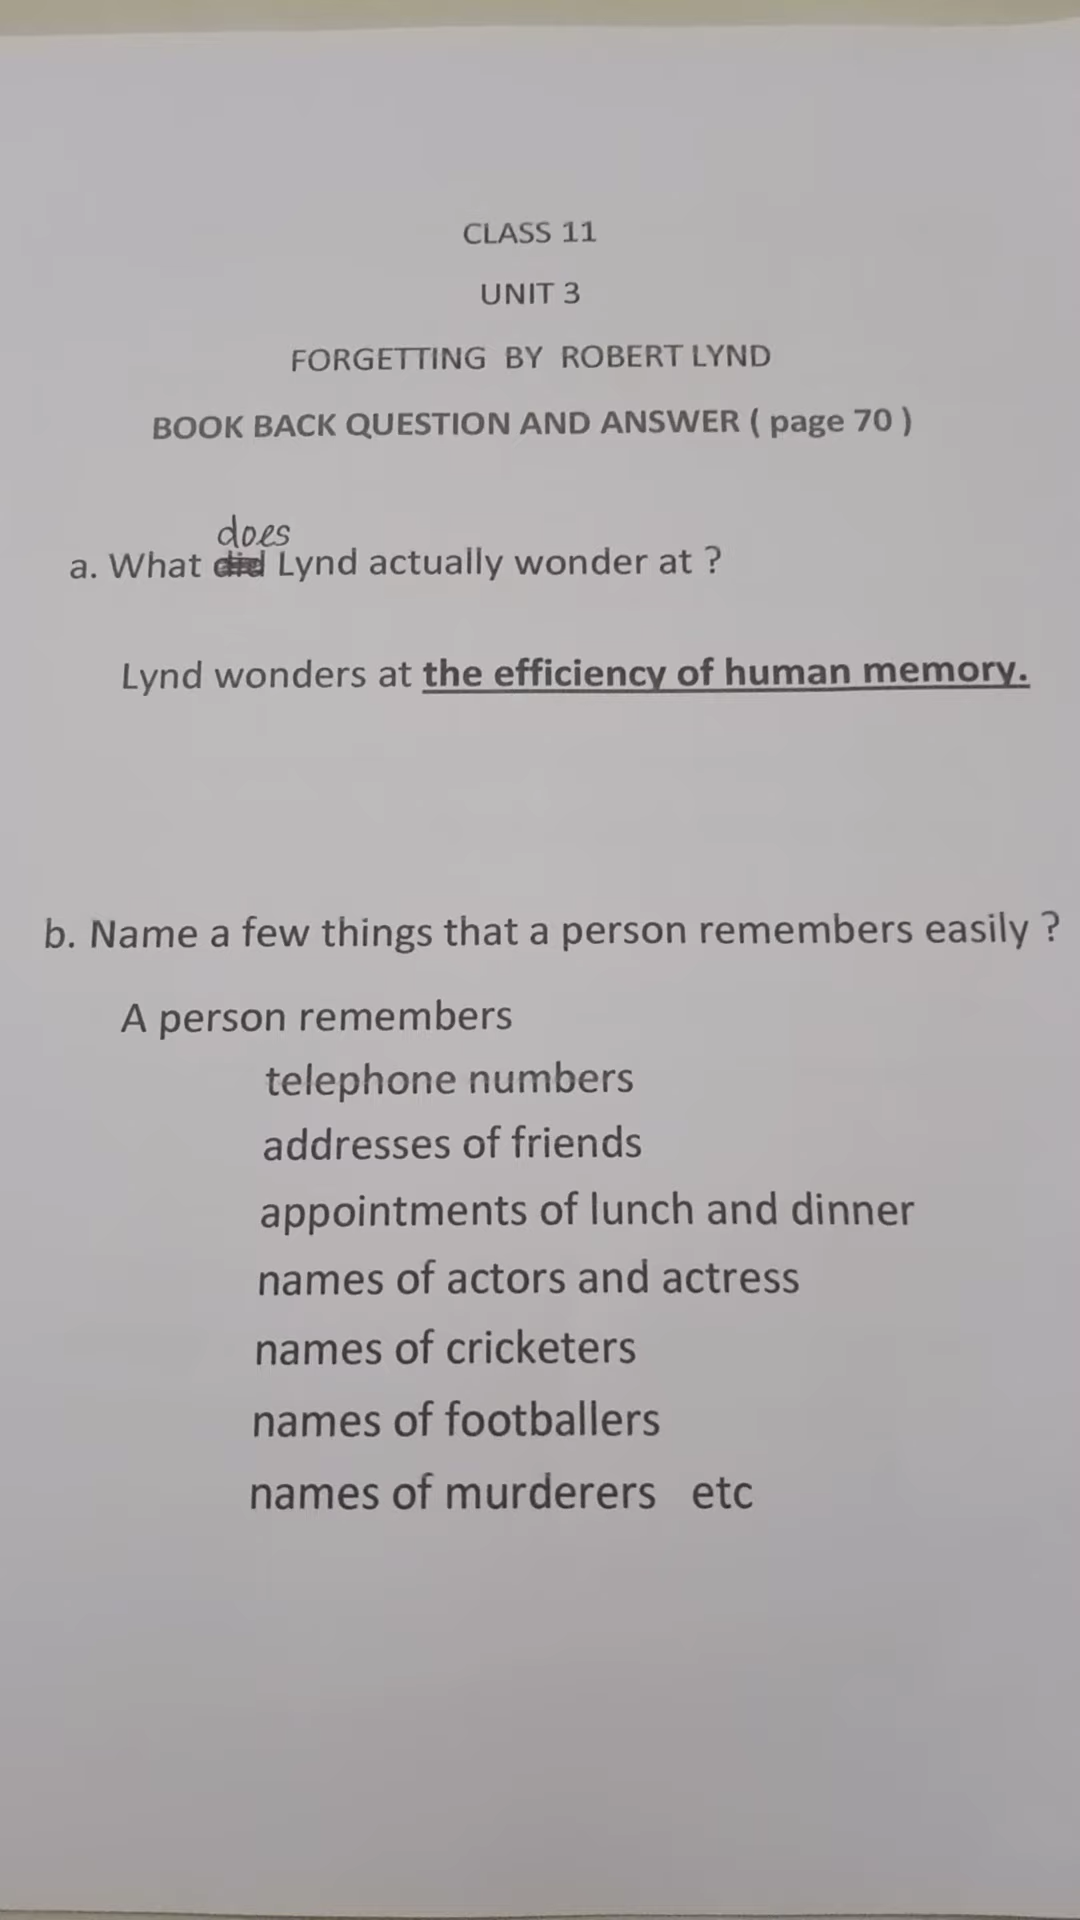 CLASS 11
UNIT 3
FORGETTING BY ROBERT LYND
BOOK BACK QUESTION AND ANSWER ( page 70 )
does
a. What did Lynd actually wonder at ?
Lynd wonders at the efficiency of human memory.
b. Name a few things that a person remembers easily ?
A person remembers
telephone numbers
addresses of friends
appointments of lunch and dinner
names of actors and actress
names of cricketers
names of footballers
names of murderers etc